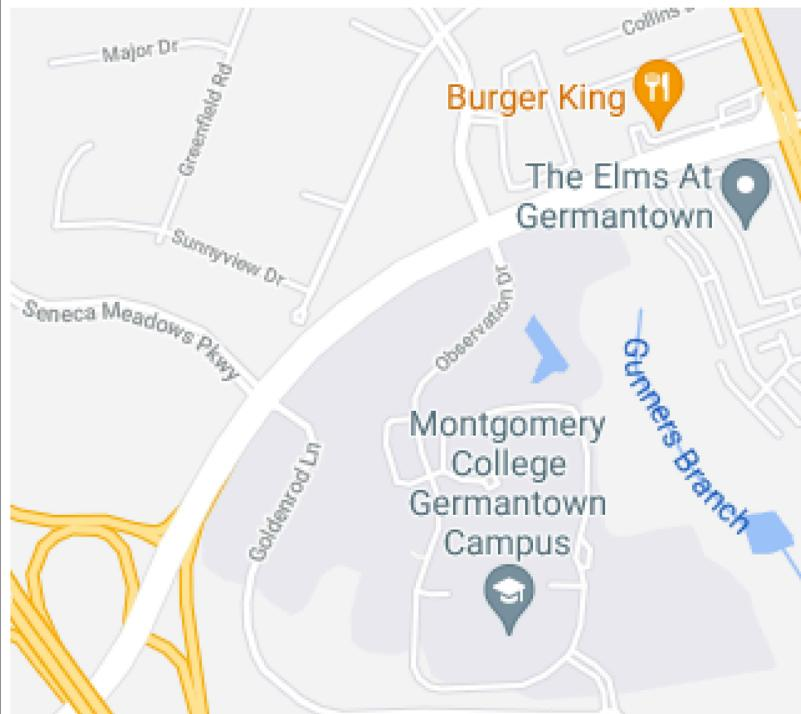 Collins
Major Dr
Greenfield Rd
Burger King
The Elms At
Germantown
Sunnyview Dr
Seneca Meadows Pkwy
Observation Dr
Gunners Branch
Montgomery
College
Germantown
Campus
Goldenrod Ln